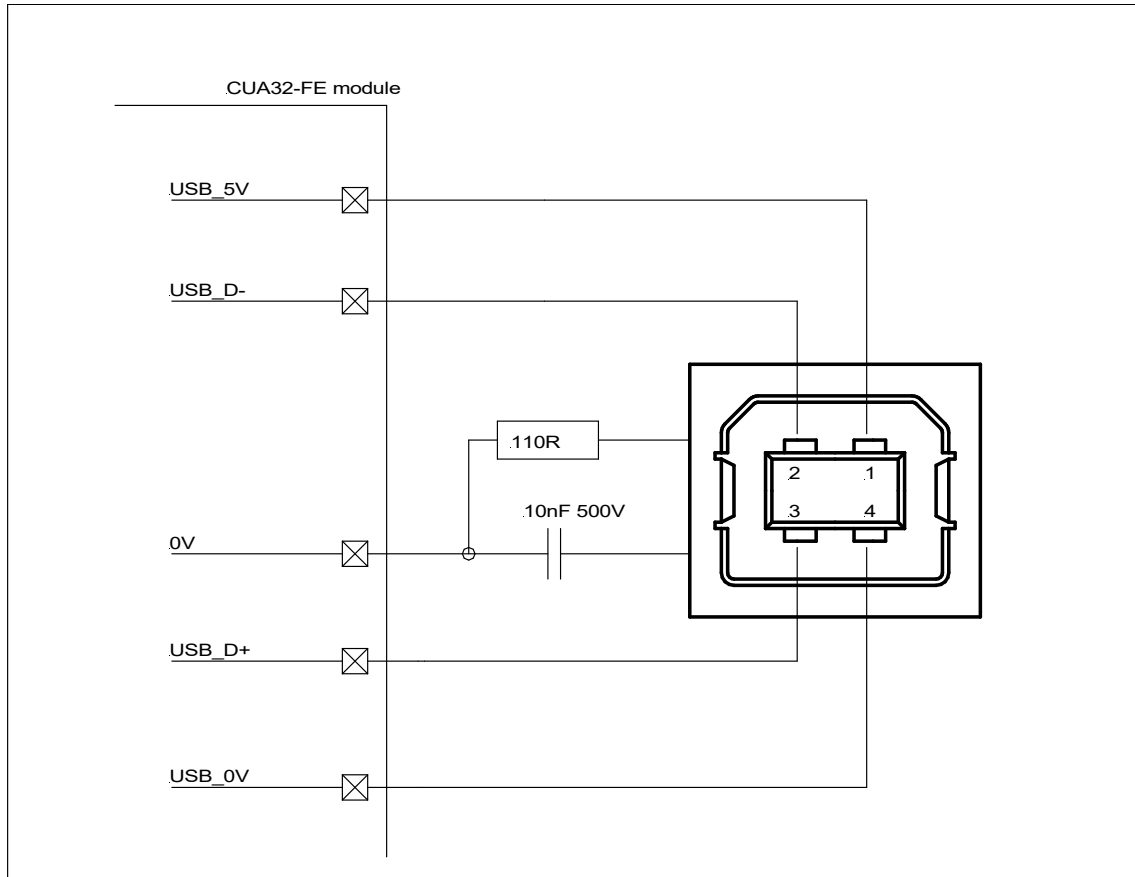 CUA32-FE module
USB_5V
USB_D-
110R
2 1
3 4
10nF 500V
0V
USB_D+
USB_0V